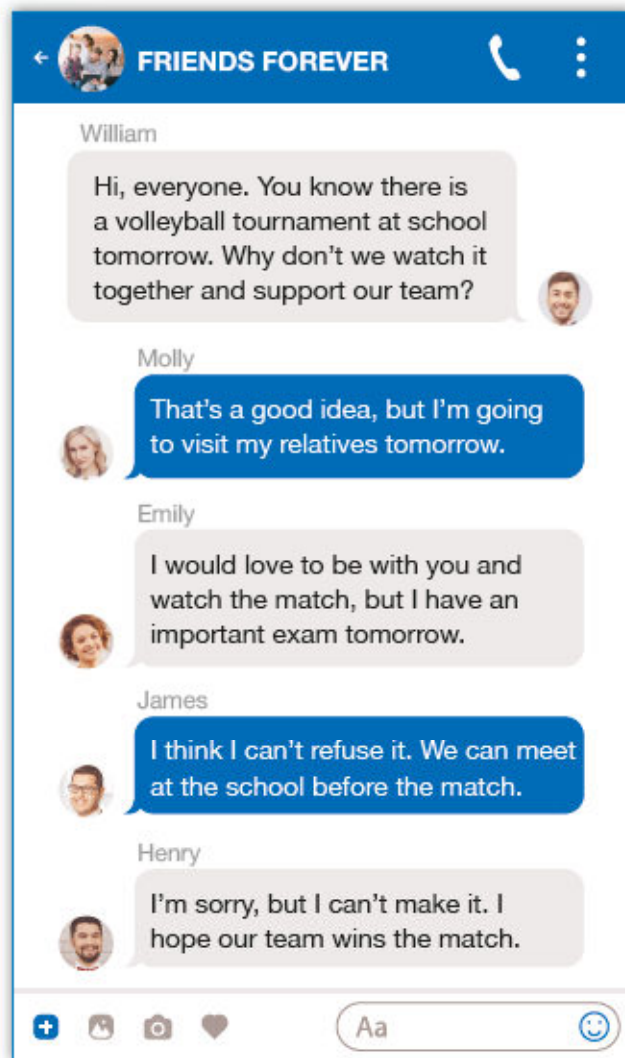 FRIENDS FOREVER
William
Hi, everyone. You know there is
a volleyball tournament at school
tomorrow. Why don’t we watch it
together and support our team?
Molly
That’s a good idea, but I’m going
to visit my relatives tomorrow.
Emily
I would love to be with you and
watch the match, but I have an
important exam tomorrow.
James
I think I can’t refuse it. We can meet
at the school before the match.
Henry
I’m sorry, but I can’t make it. I
hope our team wins the match.
Aa